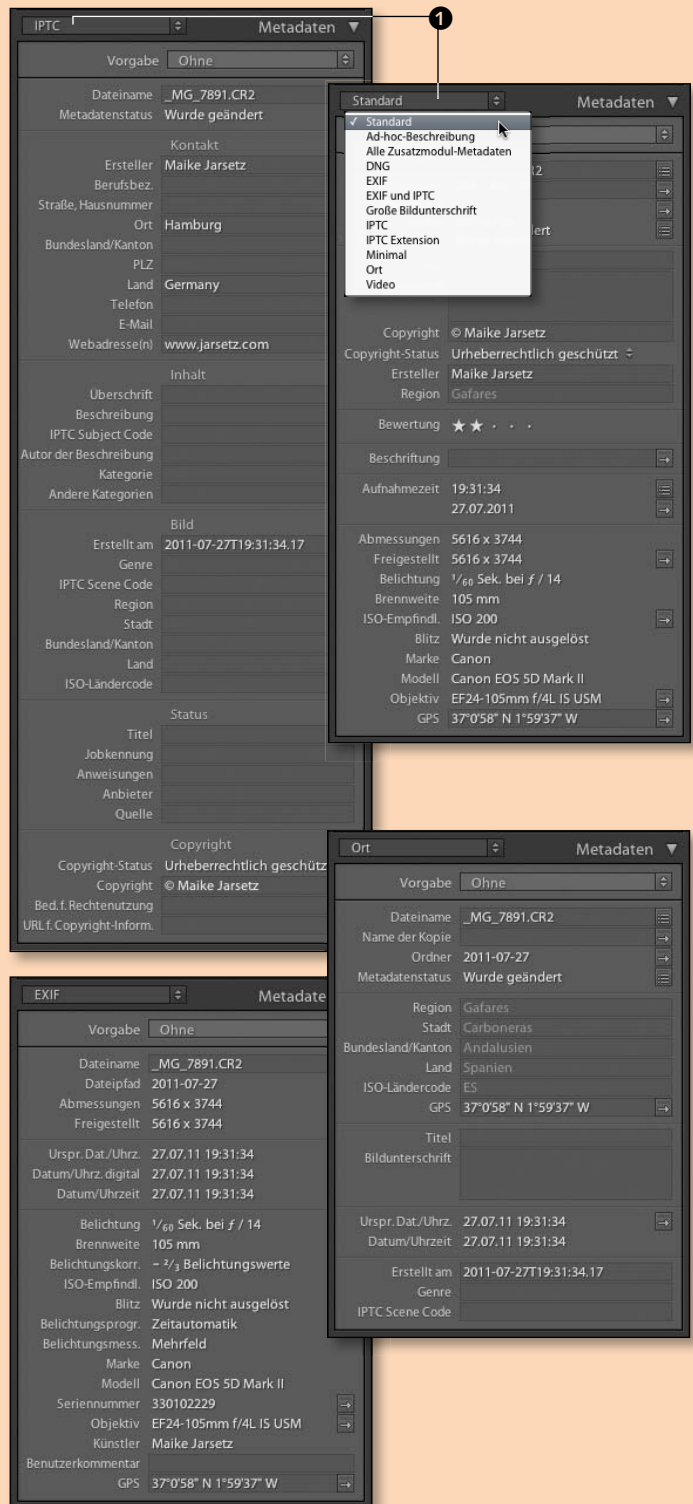 IPTC Metadaten
Vorgabe Ohne
Dateiname _MG_7891.CR2
Metadatenstatus Wurde geändert
Kontakt
Ersteller Maike Jarsetz
Berufsbez.
Straße, Hausnummer
Ort Hamburg
Bundesland/Kanton
PLZ
Land Germany
Telefon
E-Mail
Webadresse(n) www.jarsetz.com
Inhalt
Überschrift
Beschreibung
IPTC Subject Code
Autor der Beschreibung
Kategorie
Andere Kategorien
Bild
Erstellt am 2011-07-27T19:31:34.17
Genre
IPTC Scene Code
Region
Stadt
Bundesland/Kanton
Land
ISO-Ländercode
Status
Titel
Jobkennung
Anweisungen
Anbieter
Quelle
Copyright
Copyright-Status Urheberrechtlich geschütz
Copyright © Maike Jarsetz
Bed. f. Rechtenutzung
URL f. Copyright-Inform.
1
Standard Metadaten
✓ Standard
Ad-hoc-Beschreibung
Alle Zusatzmodul-Metadaten
DNG
EXIF
EXIF und IPTC
Große Bildunterschrift
IPTC
IPTC Extension
Minimal
Ort
Video
Copyright © Maike Jarsetz
Copyright-Status Urheberrechtlich geschützt
Ersteller Maike Jarsetz
Region Gafares
Bewertung ★ ★ · · ·
Beschriftung
Aufnahmezeit 19:31:34
27.07.2011
Abmessungen 5616 x 3744
Freigestellt 5616 x 3744
Belichtung 1/60 Sek. bei ƒ / 14
Brennweite 105 mm
ISO-Empfindl. ISO 200
Blitz Wurde nicht ausgelöst
Marke Canon
Modell Canon EOS 5D Mark II
Objektiv EF24-105mm f/4L IS USM
GPS 37°0'58" N 1°59'37" W
EXIF Metadate
Vorgabe Ohne
Dateiname _MG_7891.CR2
Dateipfad 2011-07-27
Abmessungen 5616 x 3744
Freigestellt 5616 x 3744
Urspr. Dat./Uhrz. 27.07.11 19:31:34
Datum/Uhrz. digital 27.07.11 19:31:34
Datum/Uhrzeit 27.07.11 19:31:34
Belichtung 1/60 Sek. bei ƒ / 14
Brennweite 105 mm
Belichtungskorr. - 2/3 Belichtungswerte
ISO-Empfindl. ISO 200
Blitz Wurde nicht ausgelöst
Belichtungsprogr. Zeitautomatik
Belichtungsmess. Mehrfeld
Marke Canon
Modell Canon EOS 5D Mark II
Seriennummer 330102229
Objektiv EF24-105mm f/4L IS USM
Künstler Maike Jarsetz
Benutzerkommentar
GPS 37°0'58" N 1°59'37" W
Ort Metadaten
Vorgabe Ohne
Dateiname _MG_7891.CR2
Name der Kopie
Ordner 2011-07-27
Metadatenstatus Wurde geändert
Region Gafares
Stadt Carboneras
Bundesland/Kanton Andalusien
Land Spanien
ISO-Ländercode ES
GPS 37°0'58" N 1°59'37" W
Titel
Bildunterschrift
Urspr. Dat./Uhrz. 27.07.11 19:31:34
Datum/Uhrzeit 27.07.11 19:31:34
Erstellt am 2011-07-27T19:31:34.17
Genre
IPTC Scene Code